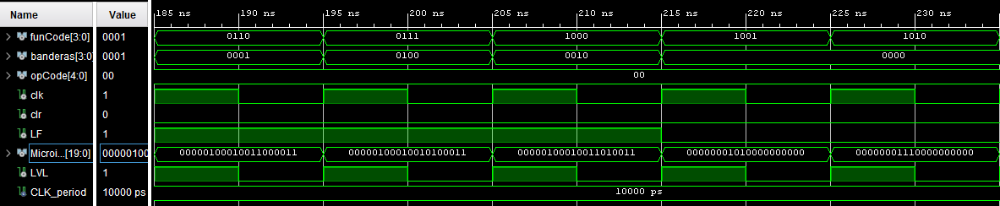 Name Value 185 ns 190 ns 195 ns 200 ns 205 ns 210 ns 215 ns 220 ns 225 ns 230 ns
funCode[3:0] 0001 0110 0111 1000 1001 1010
banderas[3:0] 0001 0001 0100 0010 0000
opCode[4:0] 00 00
clk 1
clr 0
LF 1
Microi...[19:0] 00000100 00000100010011000011 00000100010010100011 00000100010011010011 00000001010000000000 00000001110000000000
LVL 1
CLK_period 10000 ps 10000 ps